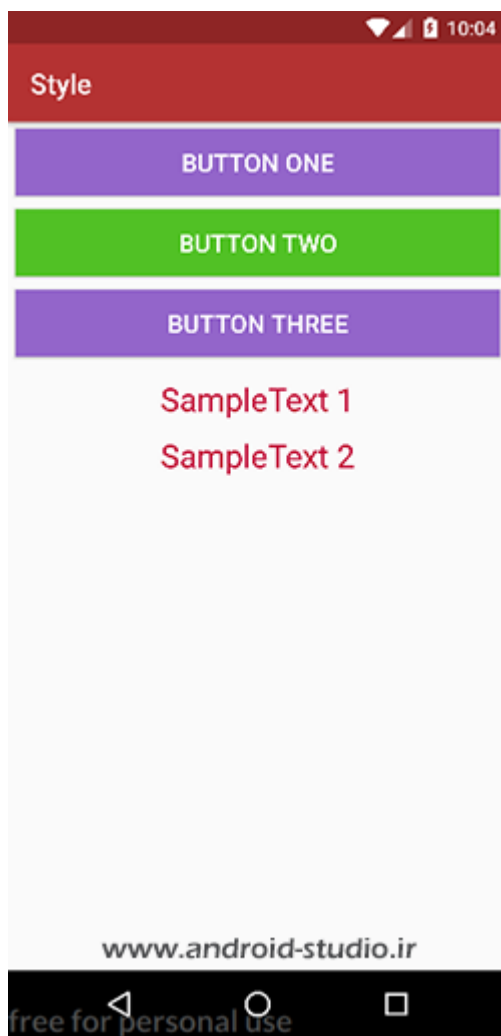 10:04
Style
BUTTON ONE
BUTTON TWO
BUTTON THREE
SampleText 1
SampleText 2
www.android-studio.ir
free for personal use